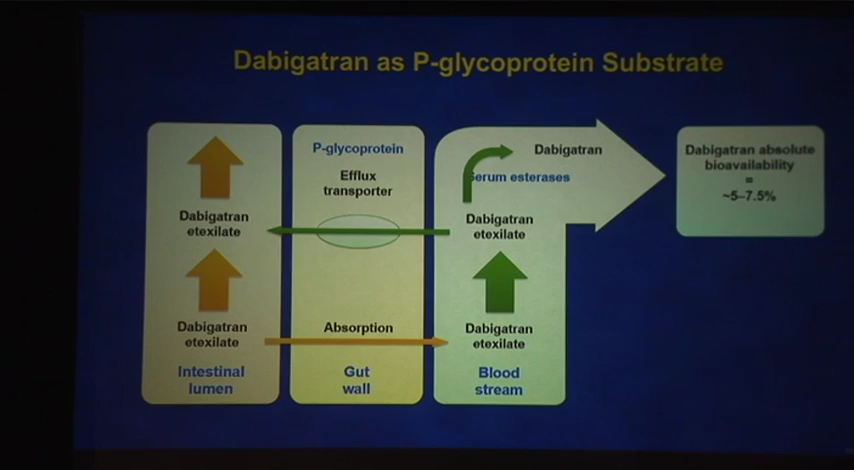 Dabigatran as P-glycoprotein Substrate
Dabigatran
etexilate
Dabigatran
etexilate
Intestinal
lumen
P-glycoprotein
Efflux
transporter
Absorption
Gut
wall
Dabigatran
Serum esterases
Dabigatran
etexilate
Dabigatran
etexilate
Blood
stream
Dabigatran absolute
bioavailability
=
~5–7.5%